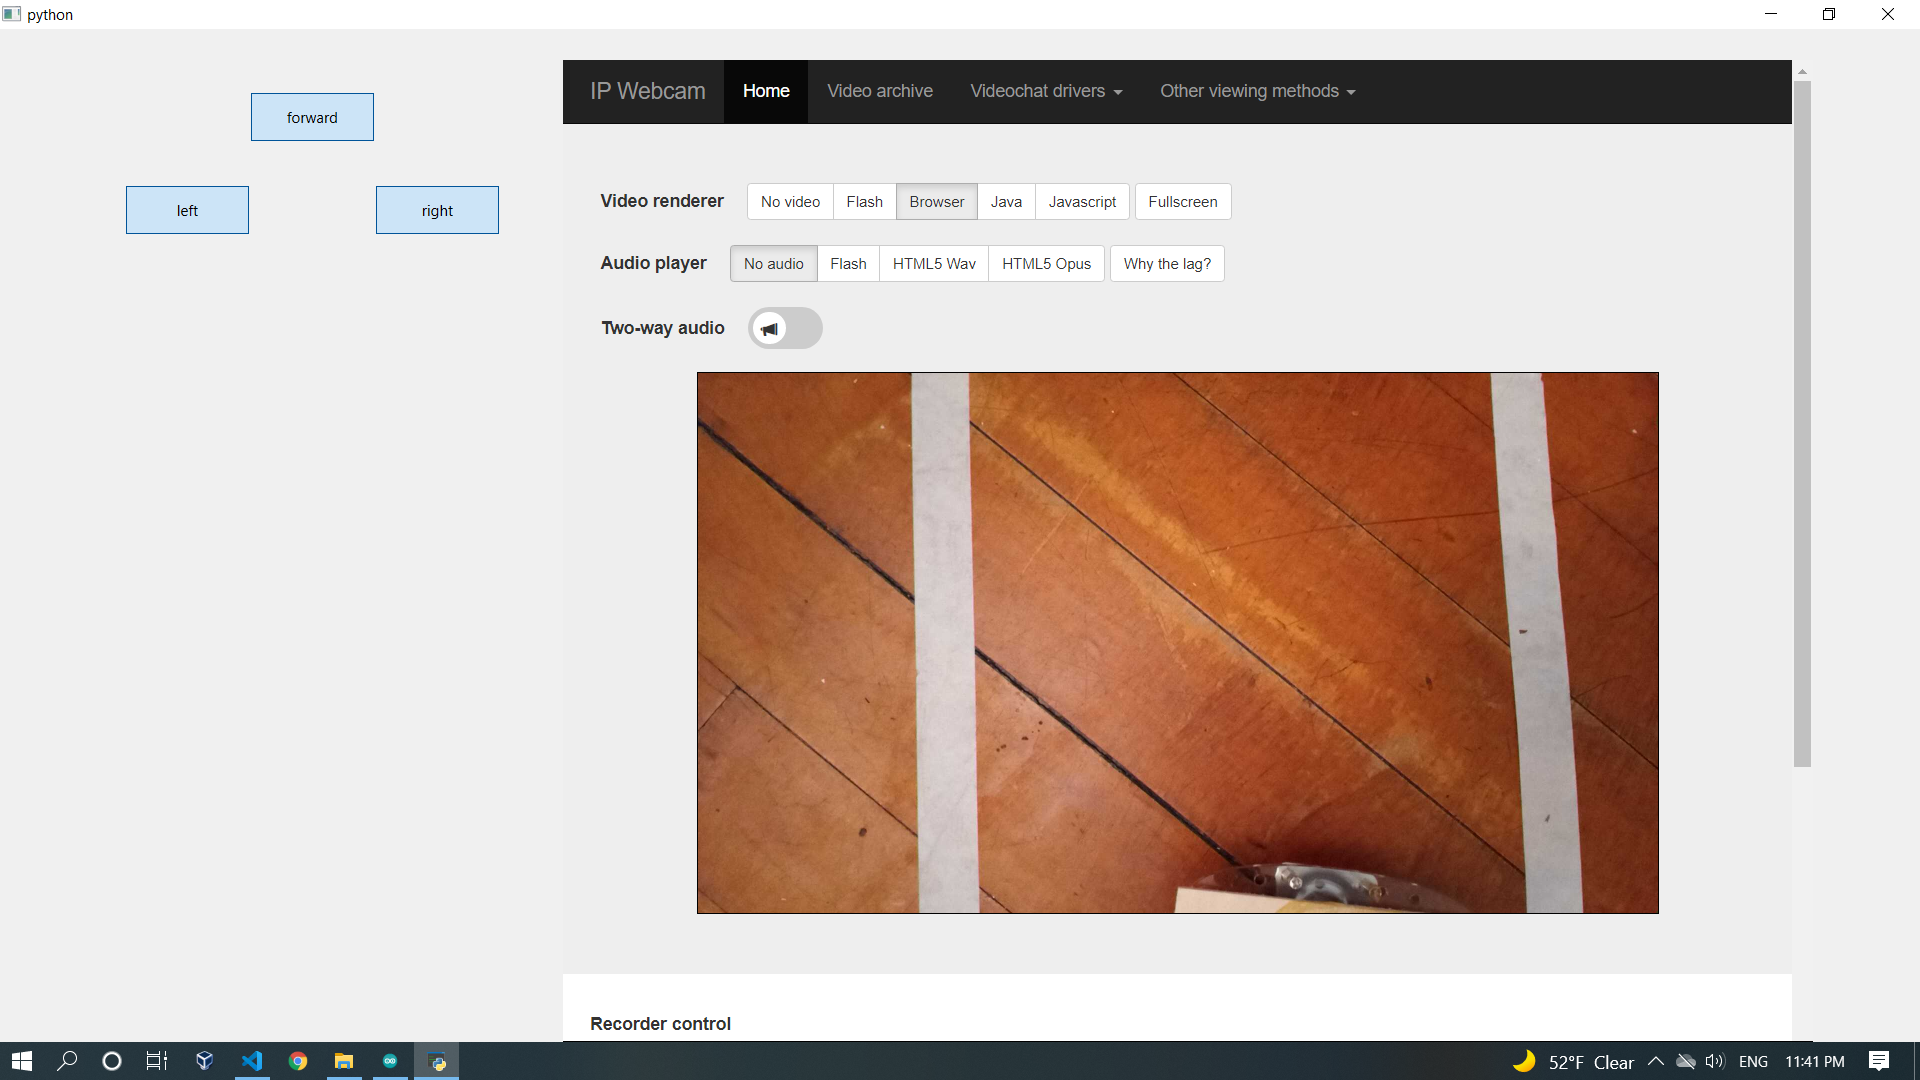 python
forward
left
right
IP Webcam Home Video archive Videochat drivers Other viewing methods
Video renderer No video Flash Browser Java Javascript Fullscreen
Audio player No audio Flash HTML5 Wav HTML5 Opus Why the lag?
Two-way audio
Recorder control
52°F Clear ENG 11:41 PM